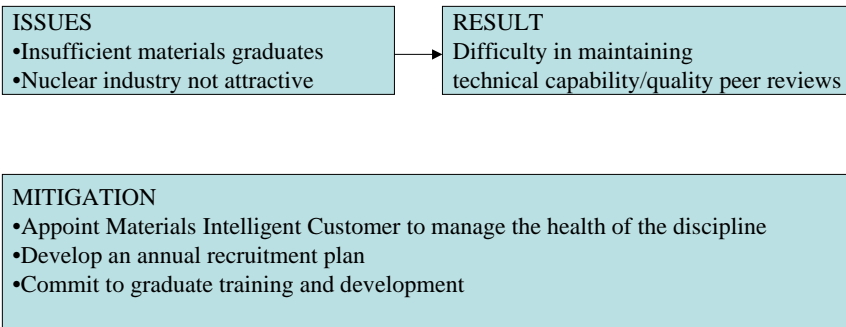 ISSUES
•Insufficient materials graduates
•Nuclear industry not attractive
RESULT
Difficulty in maintaining
technical capability/quality peer reviews
MITIGATION
•Appoint Materials Intelligent Customer to manage the health of the discipline
•Develop an annual recruitment plan
•Commit to graduate training and development